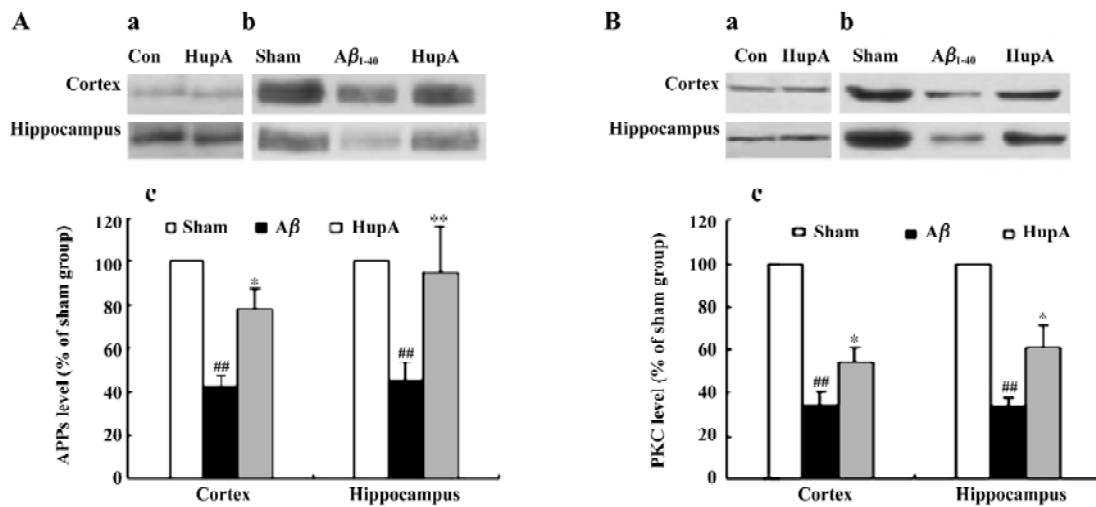 A
a
b
Con HupA
Sham Aβ1-40 HupA
Cortex
Hippocampus
c
APPs level (% of sham group)
120
100
80
60
40
20
0
Sham Aβ HupA
##
*
##
**
Cortex
Hippocampus
B
a
b
Con IIupA
Sham Aβ1-40 IIupA
Cortex
Hippocampus
c
PKC level (% of sham group)
120
100
80
60
40
20
0
Sham Aβ HupA
##
*
##
*
Cortex
Hippocampus